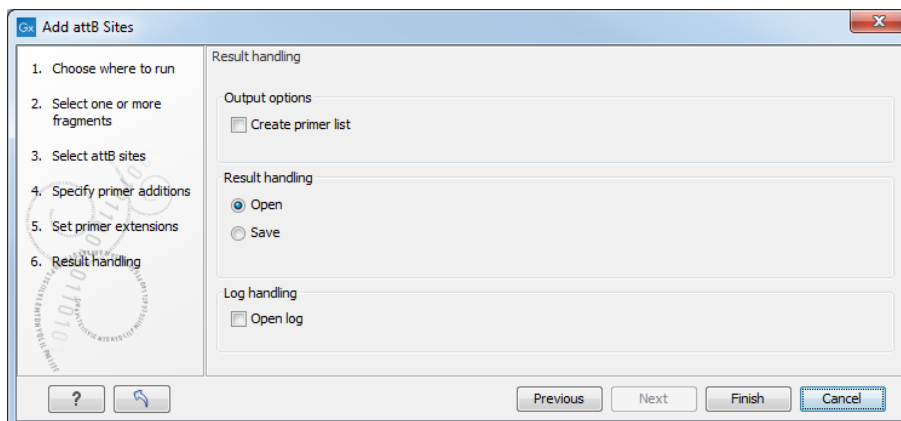 Gx Add attB Sites
Result handling
1. Choose where to run
2. Select one or more
fragments
3. Select attB sites
4. Specify primer additions
5. Set primer extensions
6. Result handling
Output options
Create primer list
Result handling
Open
Save
Log handling
Open log
?
Previous
Next
Finish
Cancel